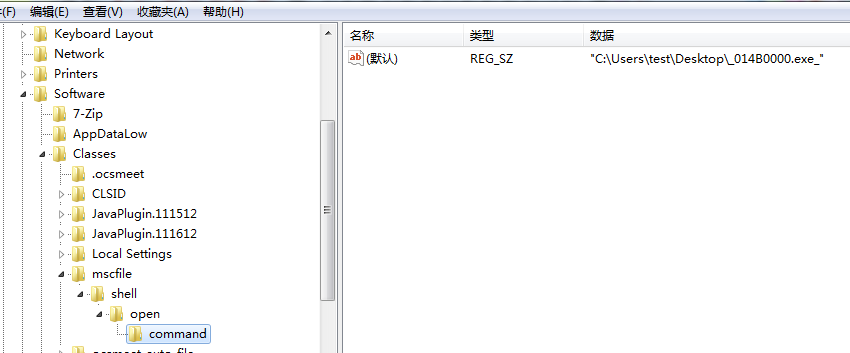 (F) 编辑(E) 查看(V) 收藏夹(A) 帮助(H)
Keyboard Layout
Network
Printers
Software
7-Zip
AppDataLow
Classes
.ocsmeet
CLSID
JavaPlugin.111512
JavaPlugin.111612
Local Settings
mscfile
shell
open
command
名称 类型 数据
ab (默认) REG_SZ "C:\Users\test\Desktop\_014B0000.exe_"